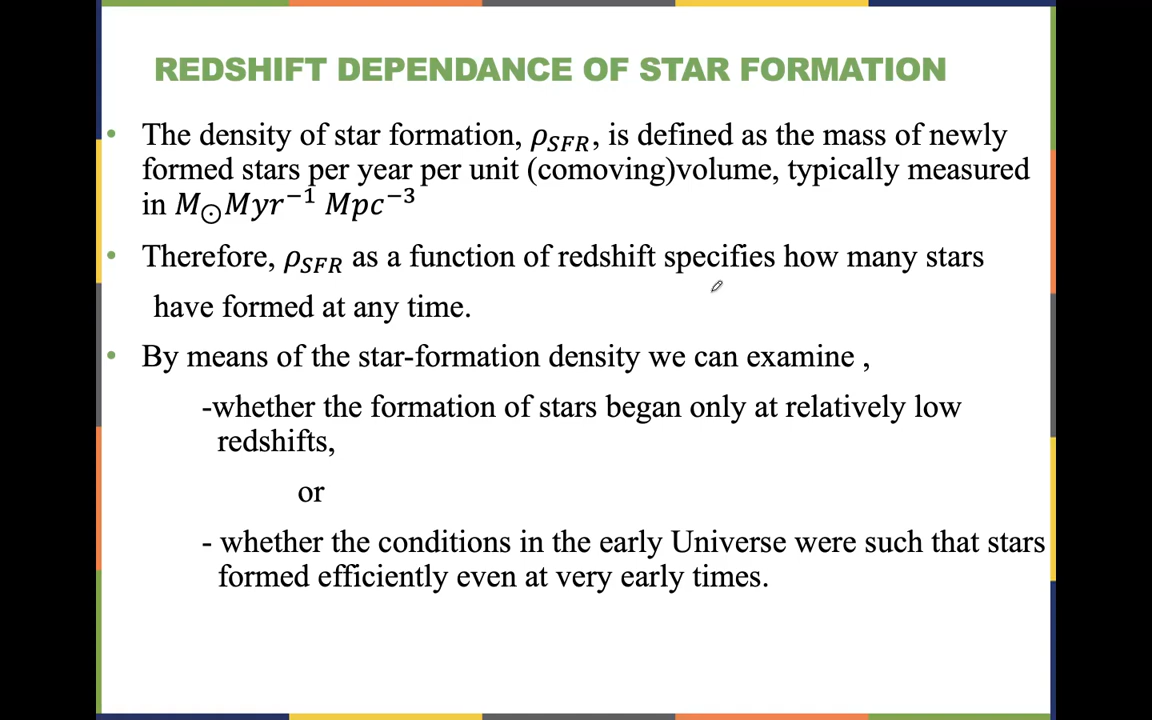 REDSHIFT DEPENDANCE OF STAR FORMATION
• The density of star formation, ρ_SFR, is defined as the mass of newly
formed stars per year per unit (comoving)volume, typically measured
in M_⊙Myr⁻¹ Mpc⁻³
• Therefore, ρ_SFR as a function of redshift specifies how many stars
have formed at any time.
• By means of the star-formation density we can examine ,
-whether the formation of stars began only at relatively low
redshifts,
or
- whether the conditions in the early Universe were such that stars
formed efficiently even at very early times.